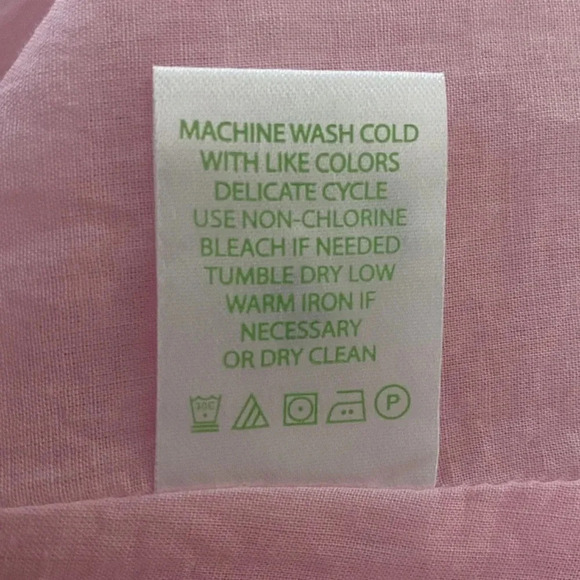 MACHINE WASH COLD
WITH LIKE COLORS
DELICATE CYCLE
USE NON-CHLORINE
BLEACH IF NEEDED
TUMBLE DRY LOW
WARM IRON IF
NECESSARY
OR DRY CLEAN
30C P